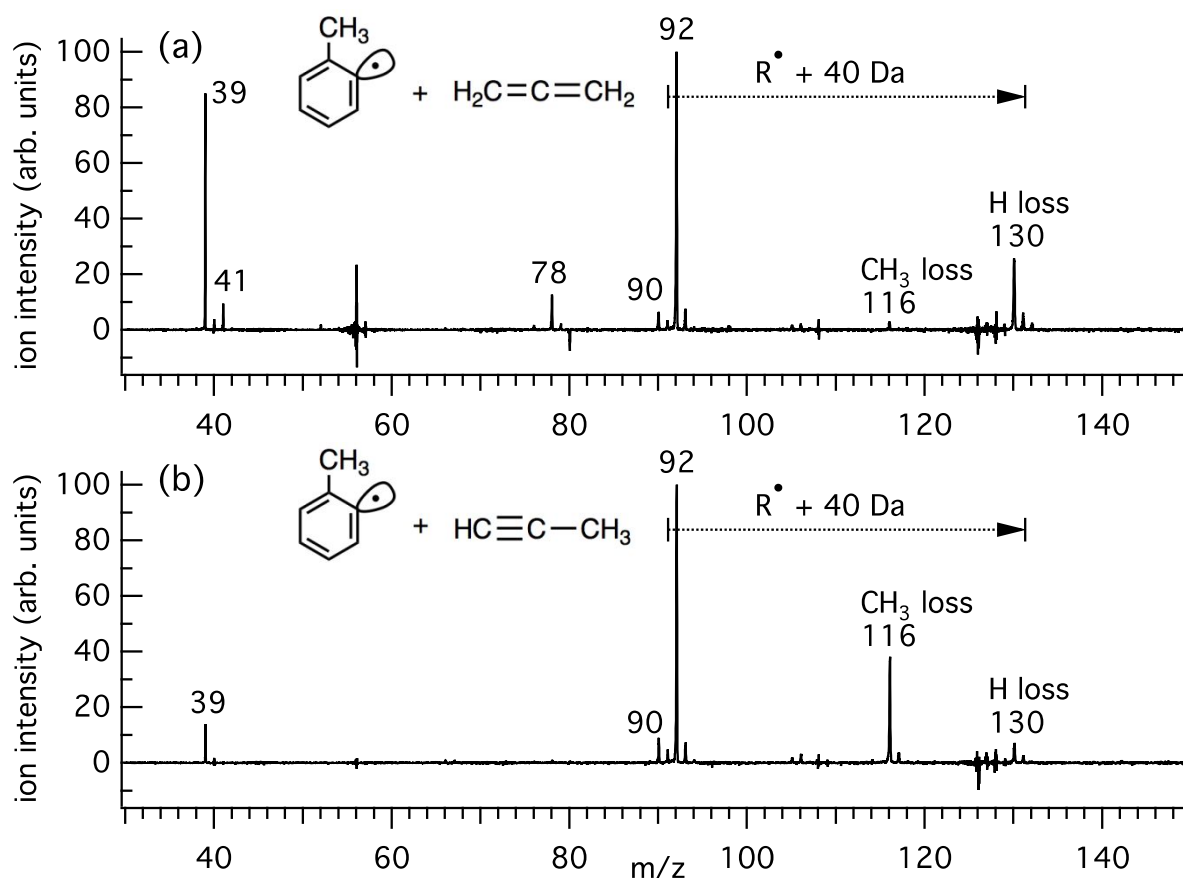 (a)
CH₃
+ H₂C=C=CH₂
R• + 40 Da
ion intensity (arb. units)
100
80
60
40
20
0
39
41
78
90
92
CH₃ loss
116
H loss
130
40 60 80 100 120 140
(b)
CH₃
+ HC≡C−CH₃
R• + 40 Da
ion intensity (arb. units)
100
80
60
40
20
0
39
90
92
CH₃ loss
116
H loss
130
40 60 80 100 120 140
m/z